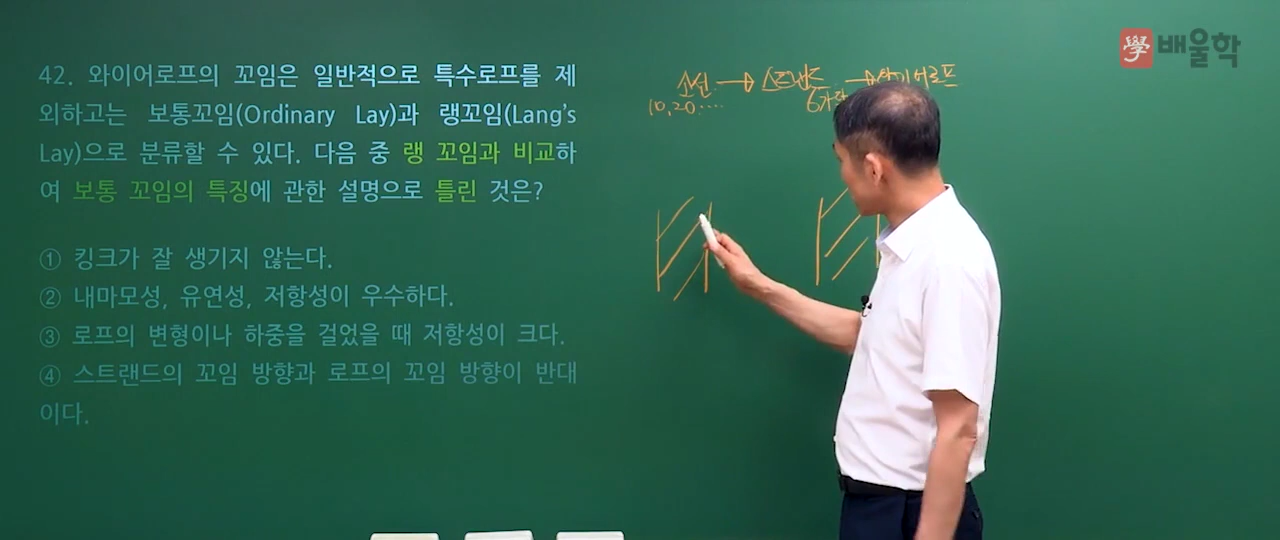 學 배울학
42. 와이어로프의 꼬임은 일반적으로 특수로프를 제
외하고는 보통꼬임(Ordinary Lay)과 랭꼬임(Lang's
Lay)으로 분류할 수 있다. 다음 중 랭 꼬임과 비교하
여 보통 꼬임의 특징에 관한 설명으로 틀린 것은?
① 킹크가 잘 생기지 않는다.
② 내마모성, 유연성, 저항성이 우수하다.
③ 로프의 변형이나 하중을 걸었을 때 저항성이 크다.
④ 스트랜드의 꼬임 방향과 로프의 꼬임 방향이 반대
이다.
소선 → 스트랜드 → 와이어로프
10, 20 .... 6가닥